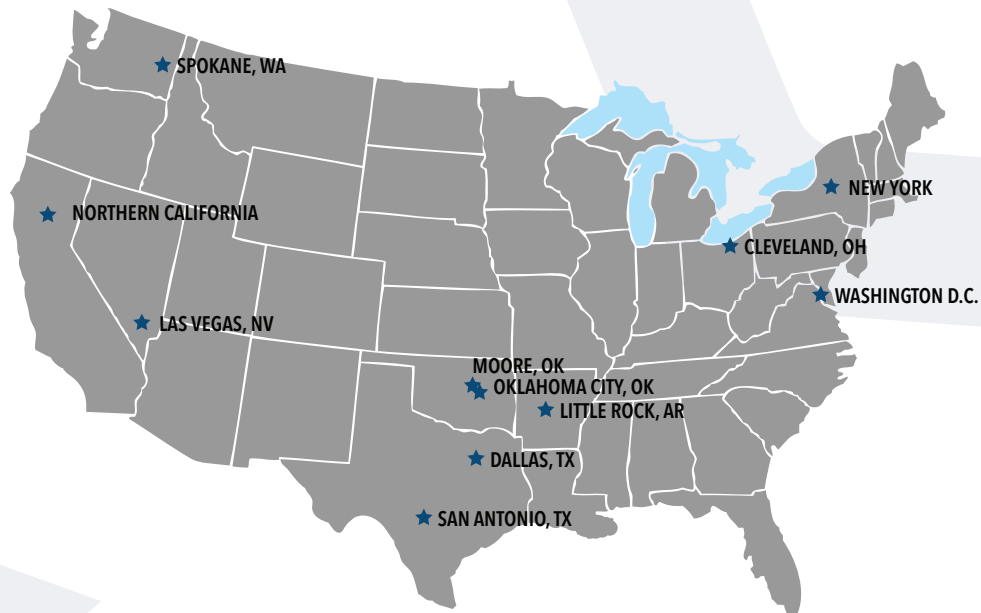 SPOKANE, WA
NEW YORK
NORTHERN CALIFORNIA
CLEVELAND, OH
WASHINGTON D.C.
LAS VEGAS, NV
MOORE, OK
OKLAHOMA CITY, OK
LITTLE ROCK, AR
DALLAS, TX
SAN ANTONIO, TX